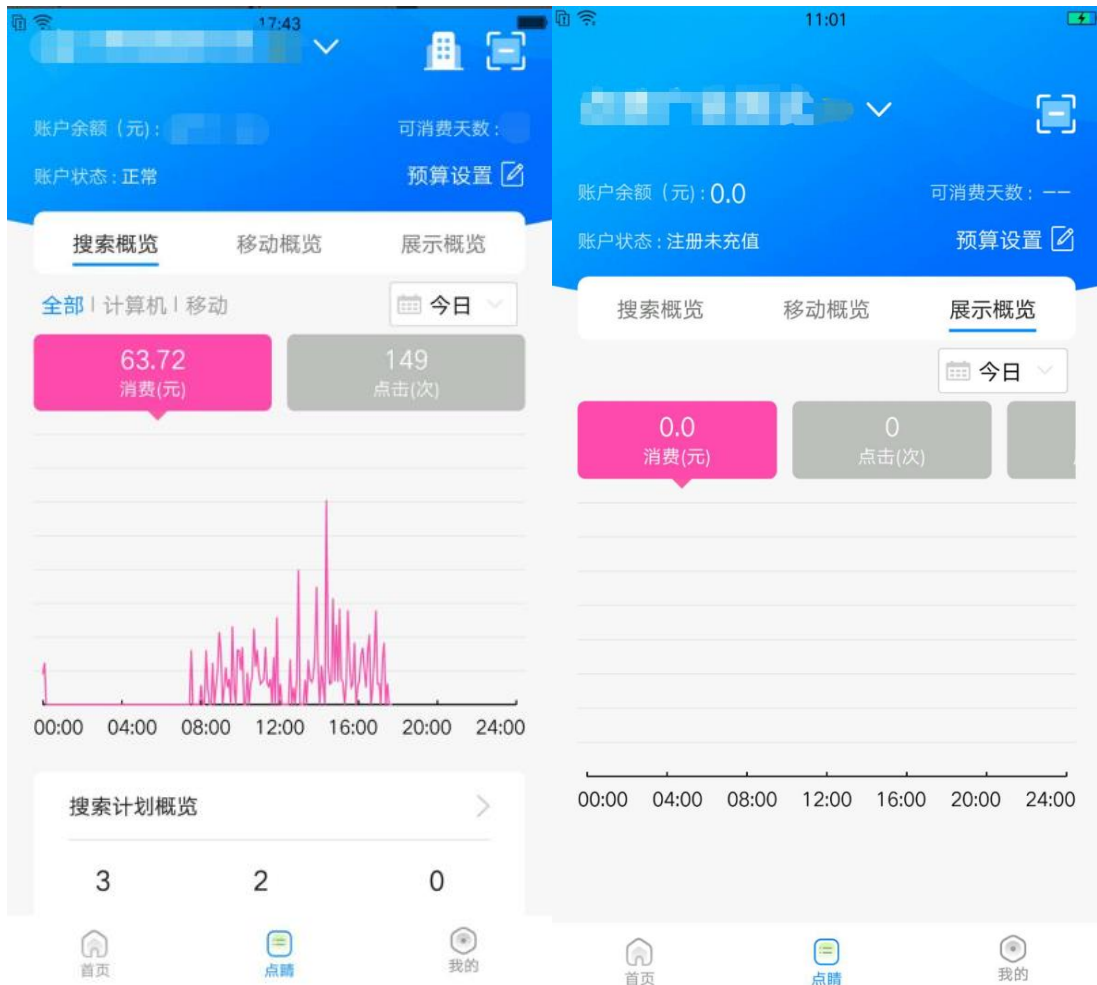 17:43
账户余额（元）:
可消费天数 :
账户状态 : 正常
预算设置
搜索概览
移动概览
展示概览
全部 | 计算机 | 移动
今日
63.72
消费(元)
149
点击(次)
00:00 04:00 08:00 12:00 16:00 20:00 24:00
搜索计划概览
3
2
0
首页
点睛
我的
11:01
账户余额（元）: 0.0
可消费天数 : --
账户状态 : 注册未充值
预算设置
搜索概览
移动概览
展示概览
今日
0.0
消费(元)
0
点击(次)
00:00 04:00 08:00 12:00 16:00 20:00 24:00
首页
点睛
我的